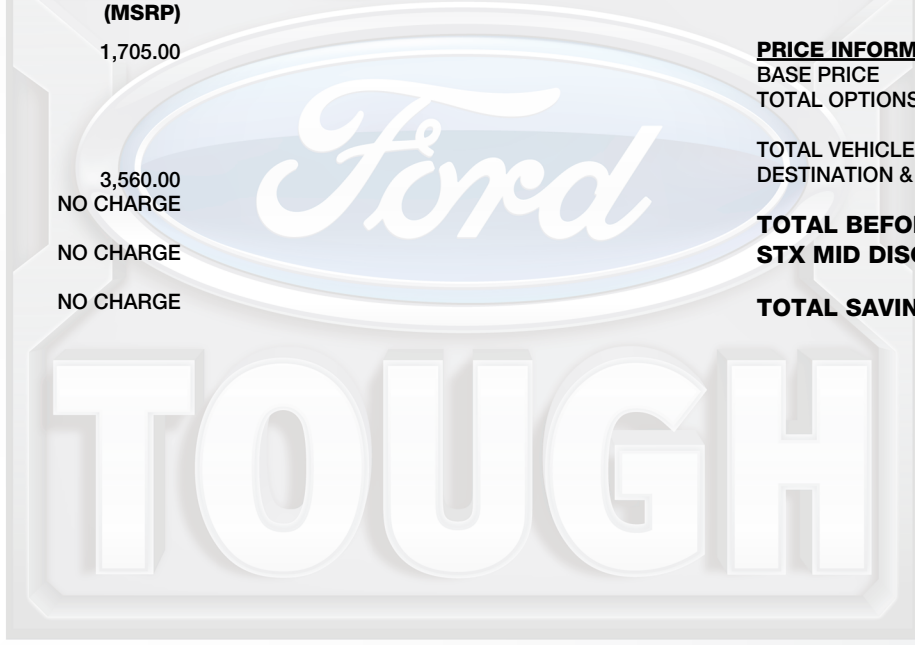 (MSRP)
1,705.00
3,560.00
NO CHARGE
NO CHARGE
NO CHARGE
PRICE INFORM
BASE PRICE
TOTAL OPTIONS
TOTAL VEHICLE
DESTINATION &
TOTAL BEFO
STX MID DISC
TOTAL SAVIN
Ford
TOUGH